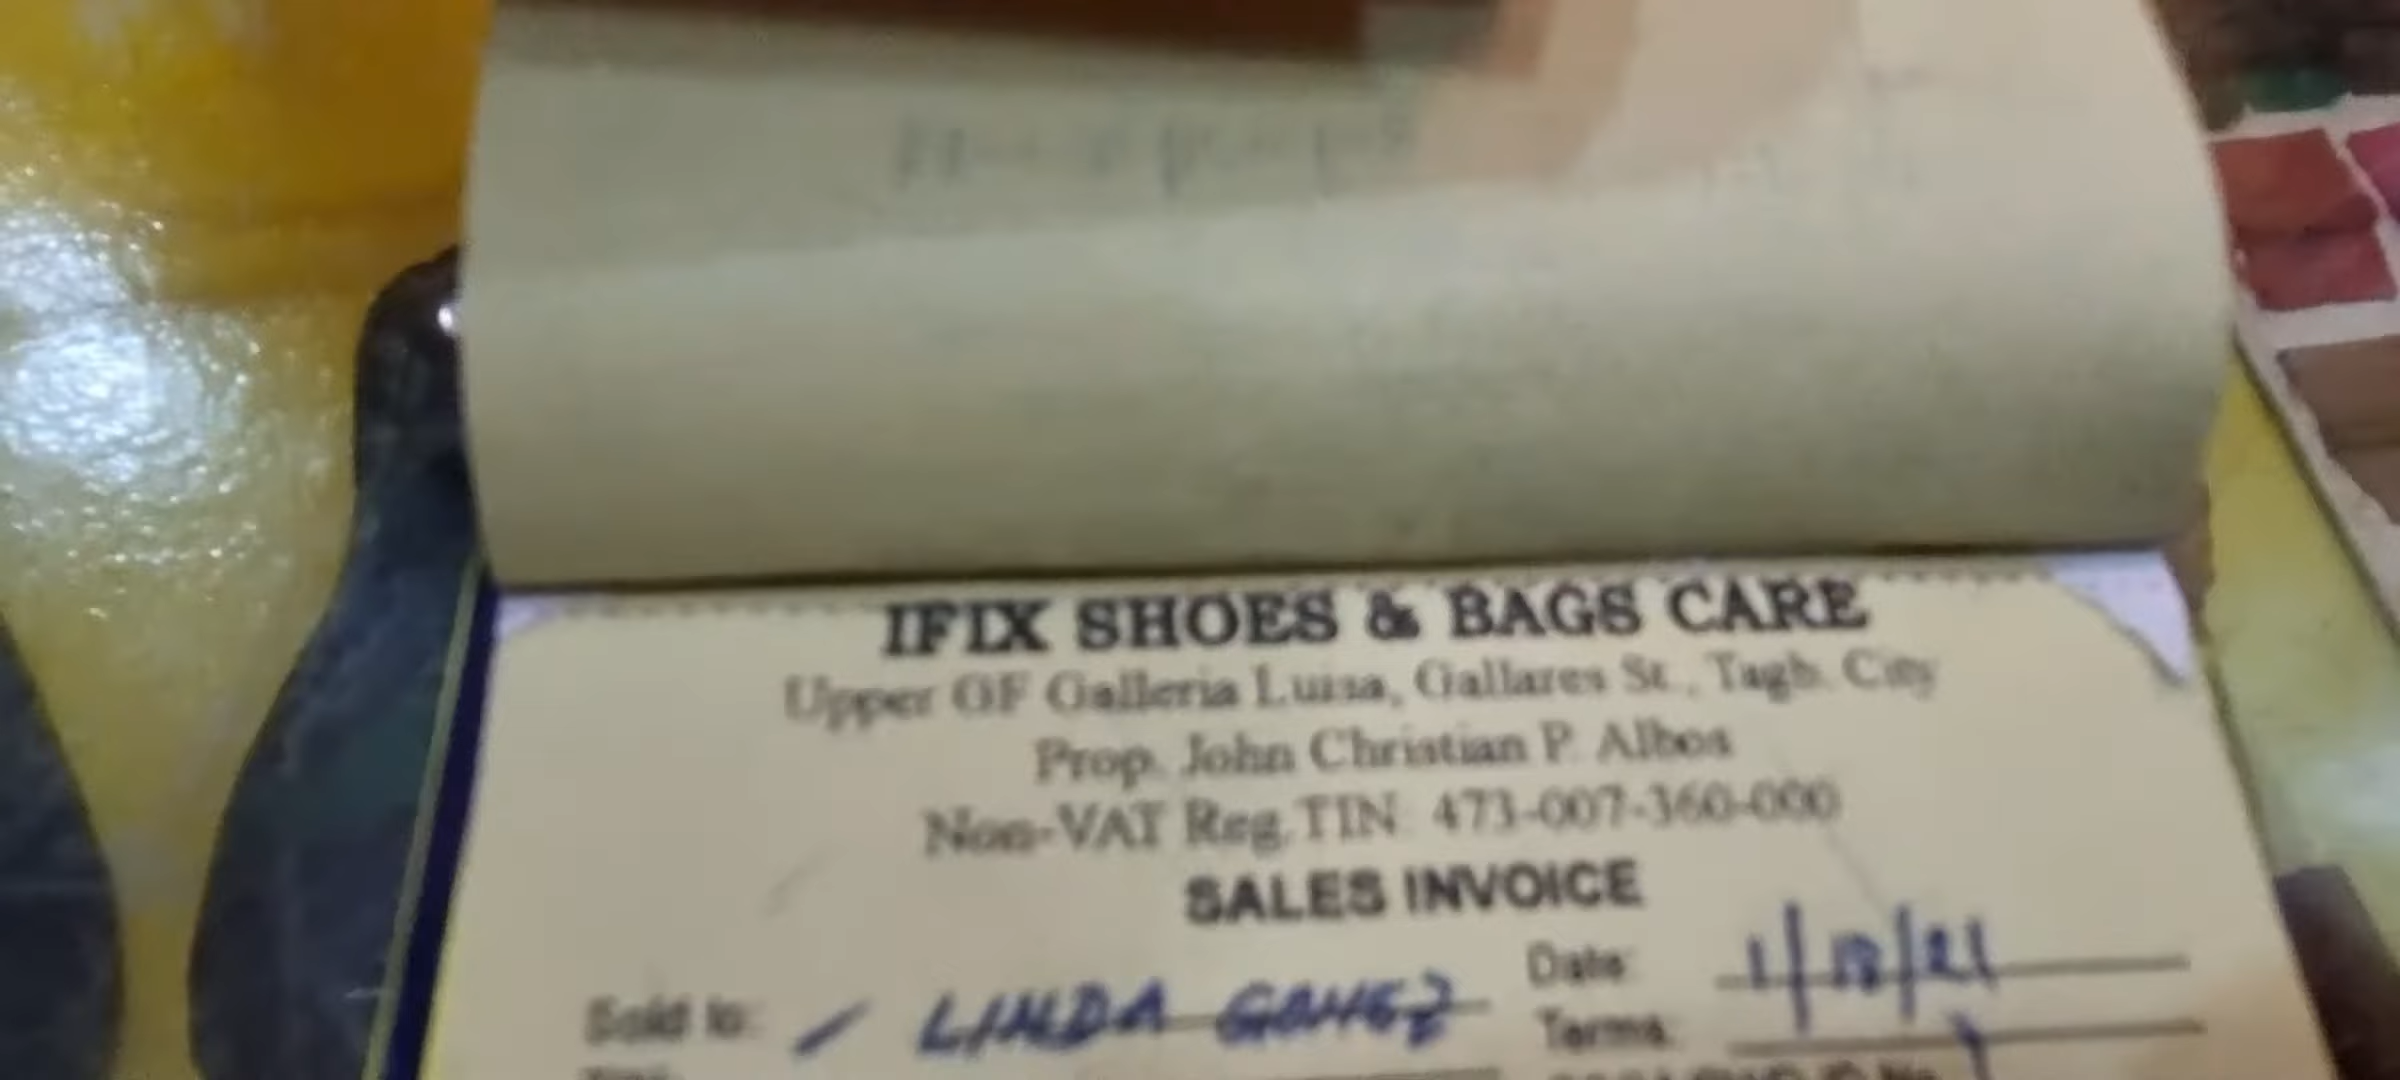 IFIX SHOES & BAGS CARE
Upper GF Galleria Luisa, Gallares St., Tagb. City
Prop. John Christian P. Albos
Non-VAT Reg.TIN: 473-007-360-000
SALES INVOICE
Date: 1/18/21
Sold to: LINDA GOMEZ
Terms: